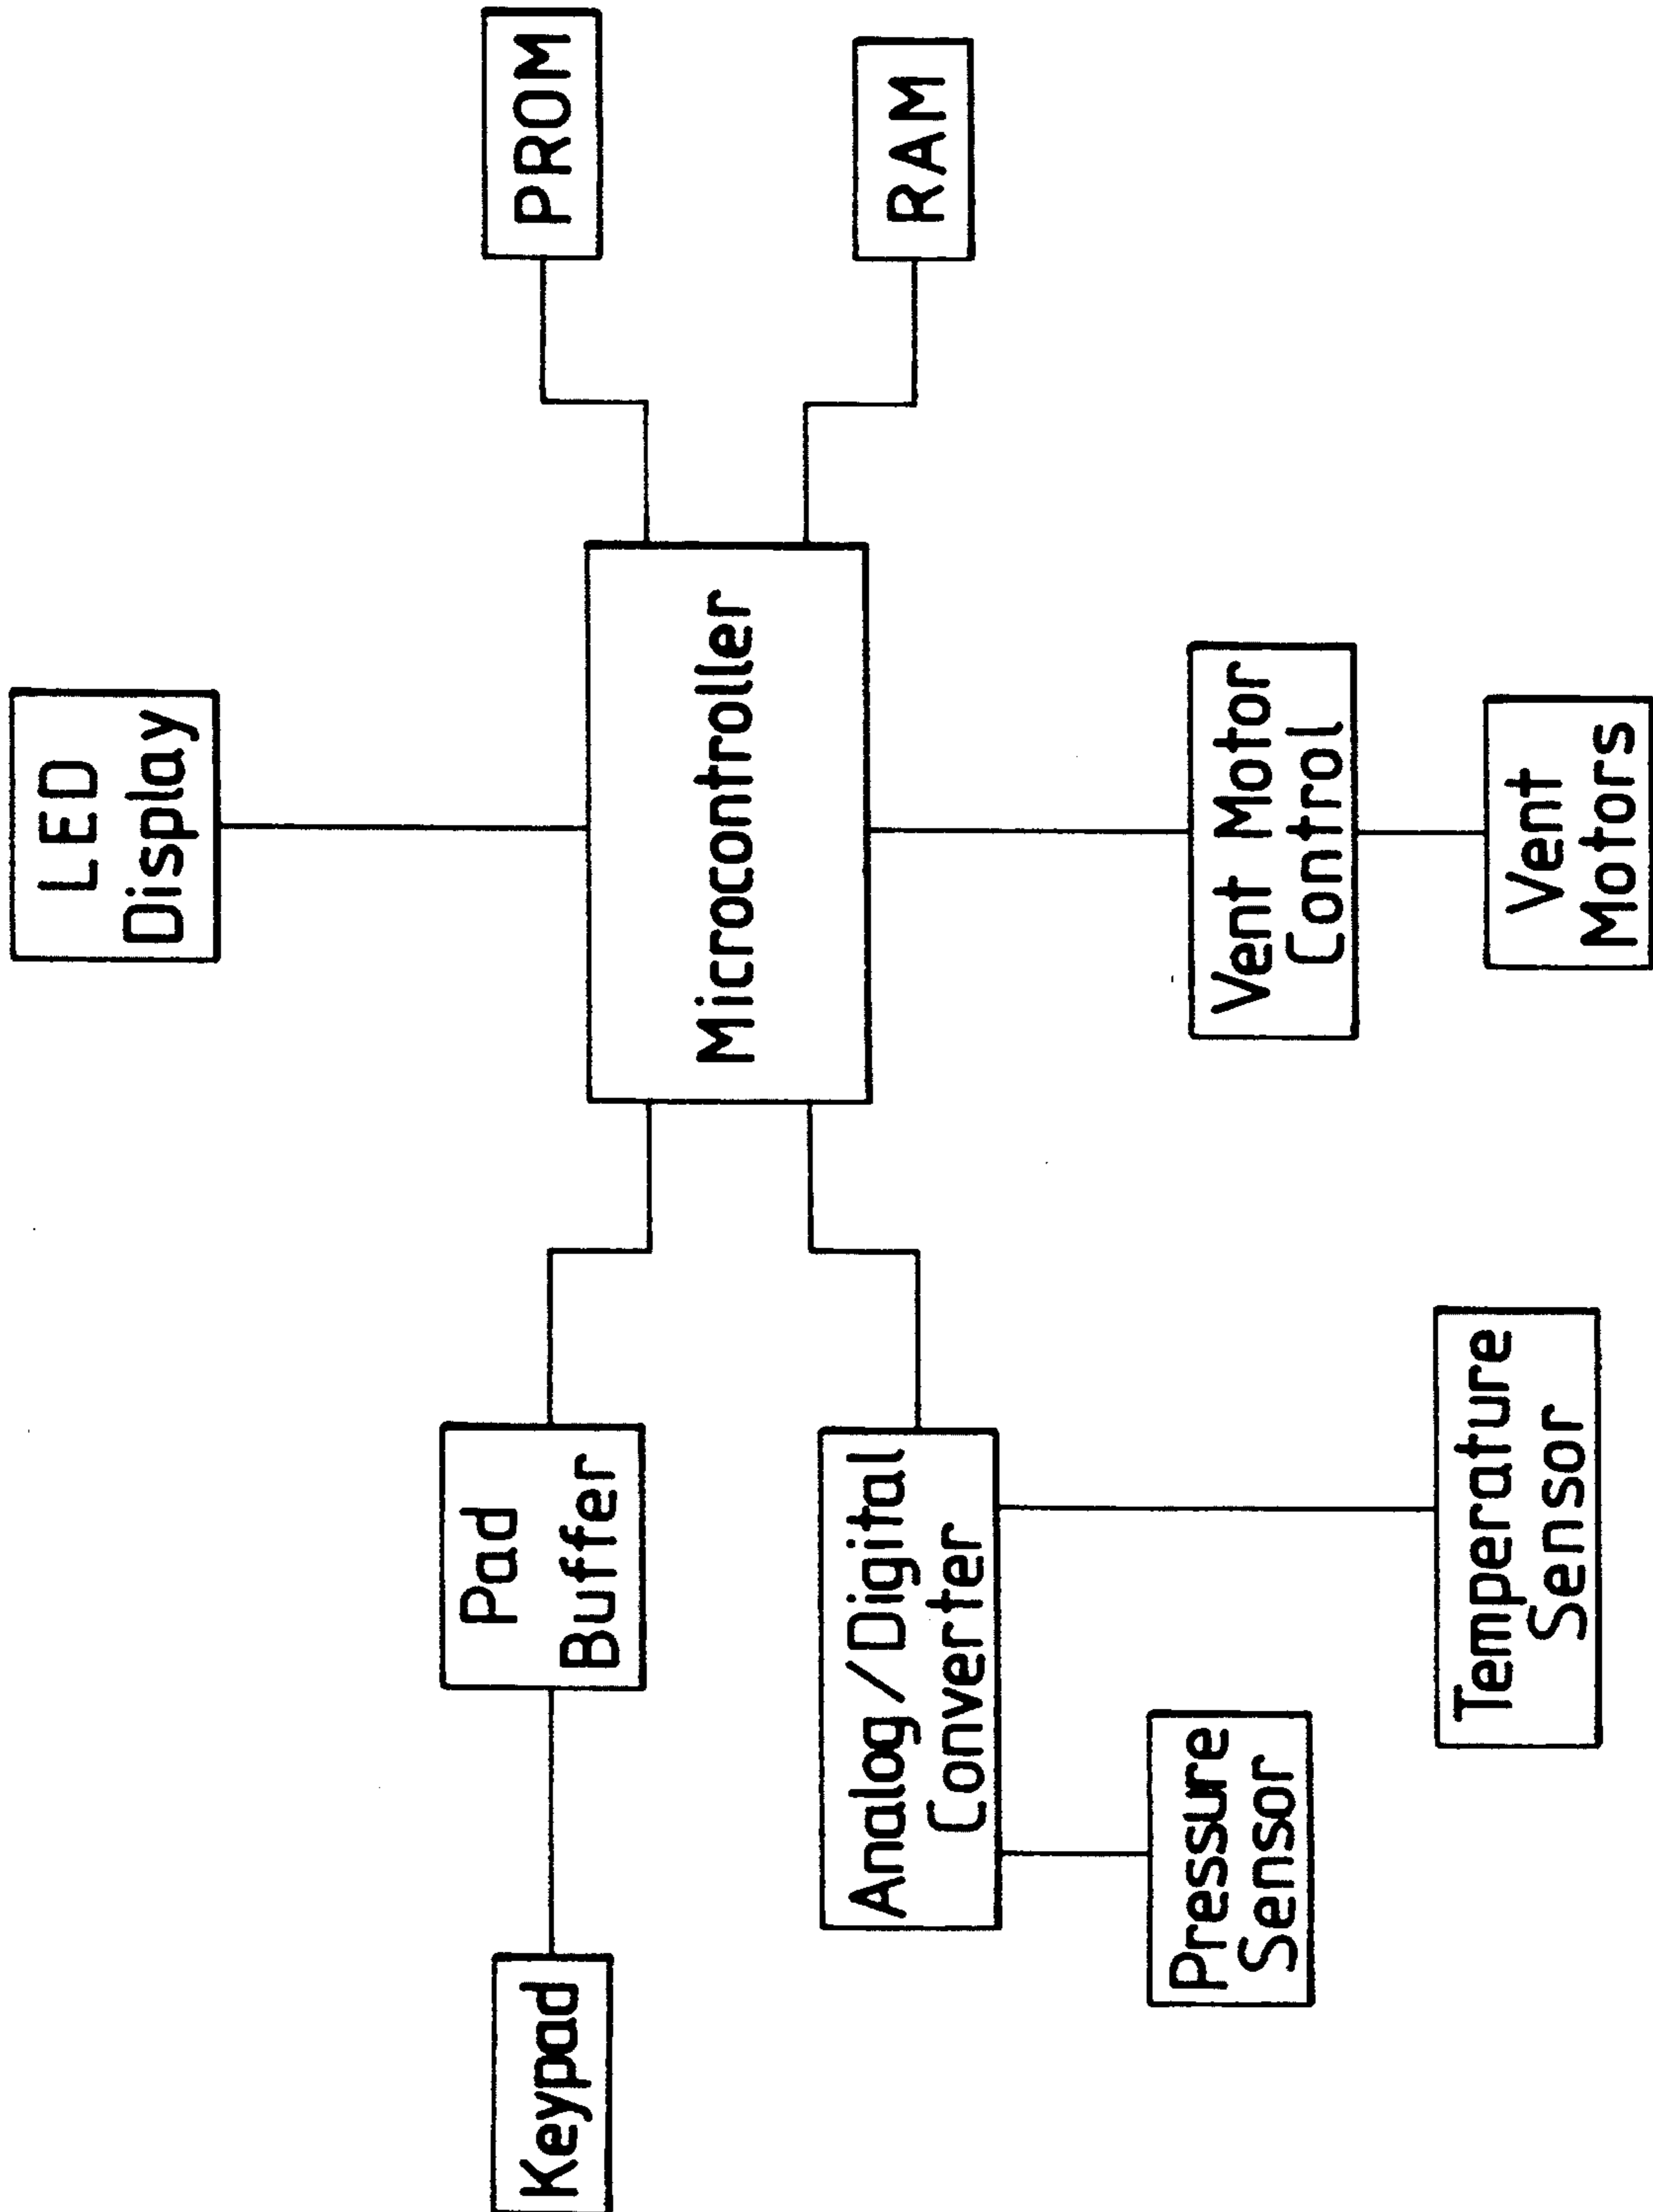 LED
Display
Keypad
Pad
Buffer
Microcontroller
PROM
Analog/Digital
Converter
RAM
Pressure
Sensor
Vent Motor
Control
Temperature
Sensor
Vent
Motors